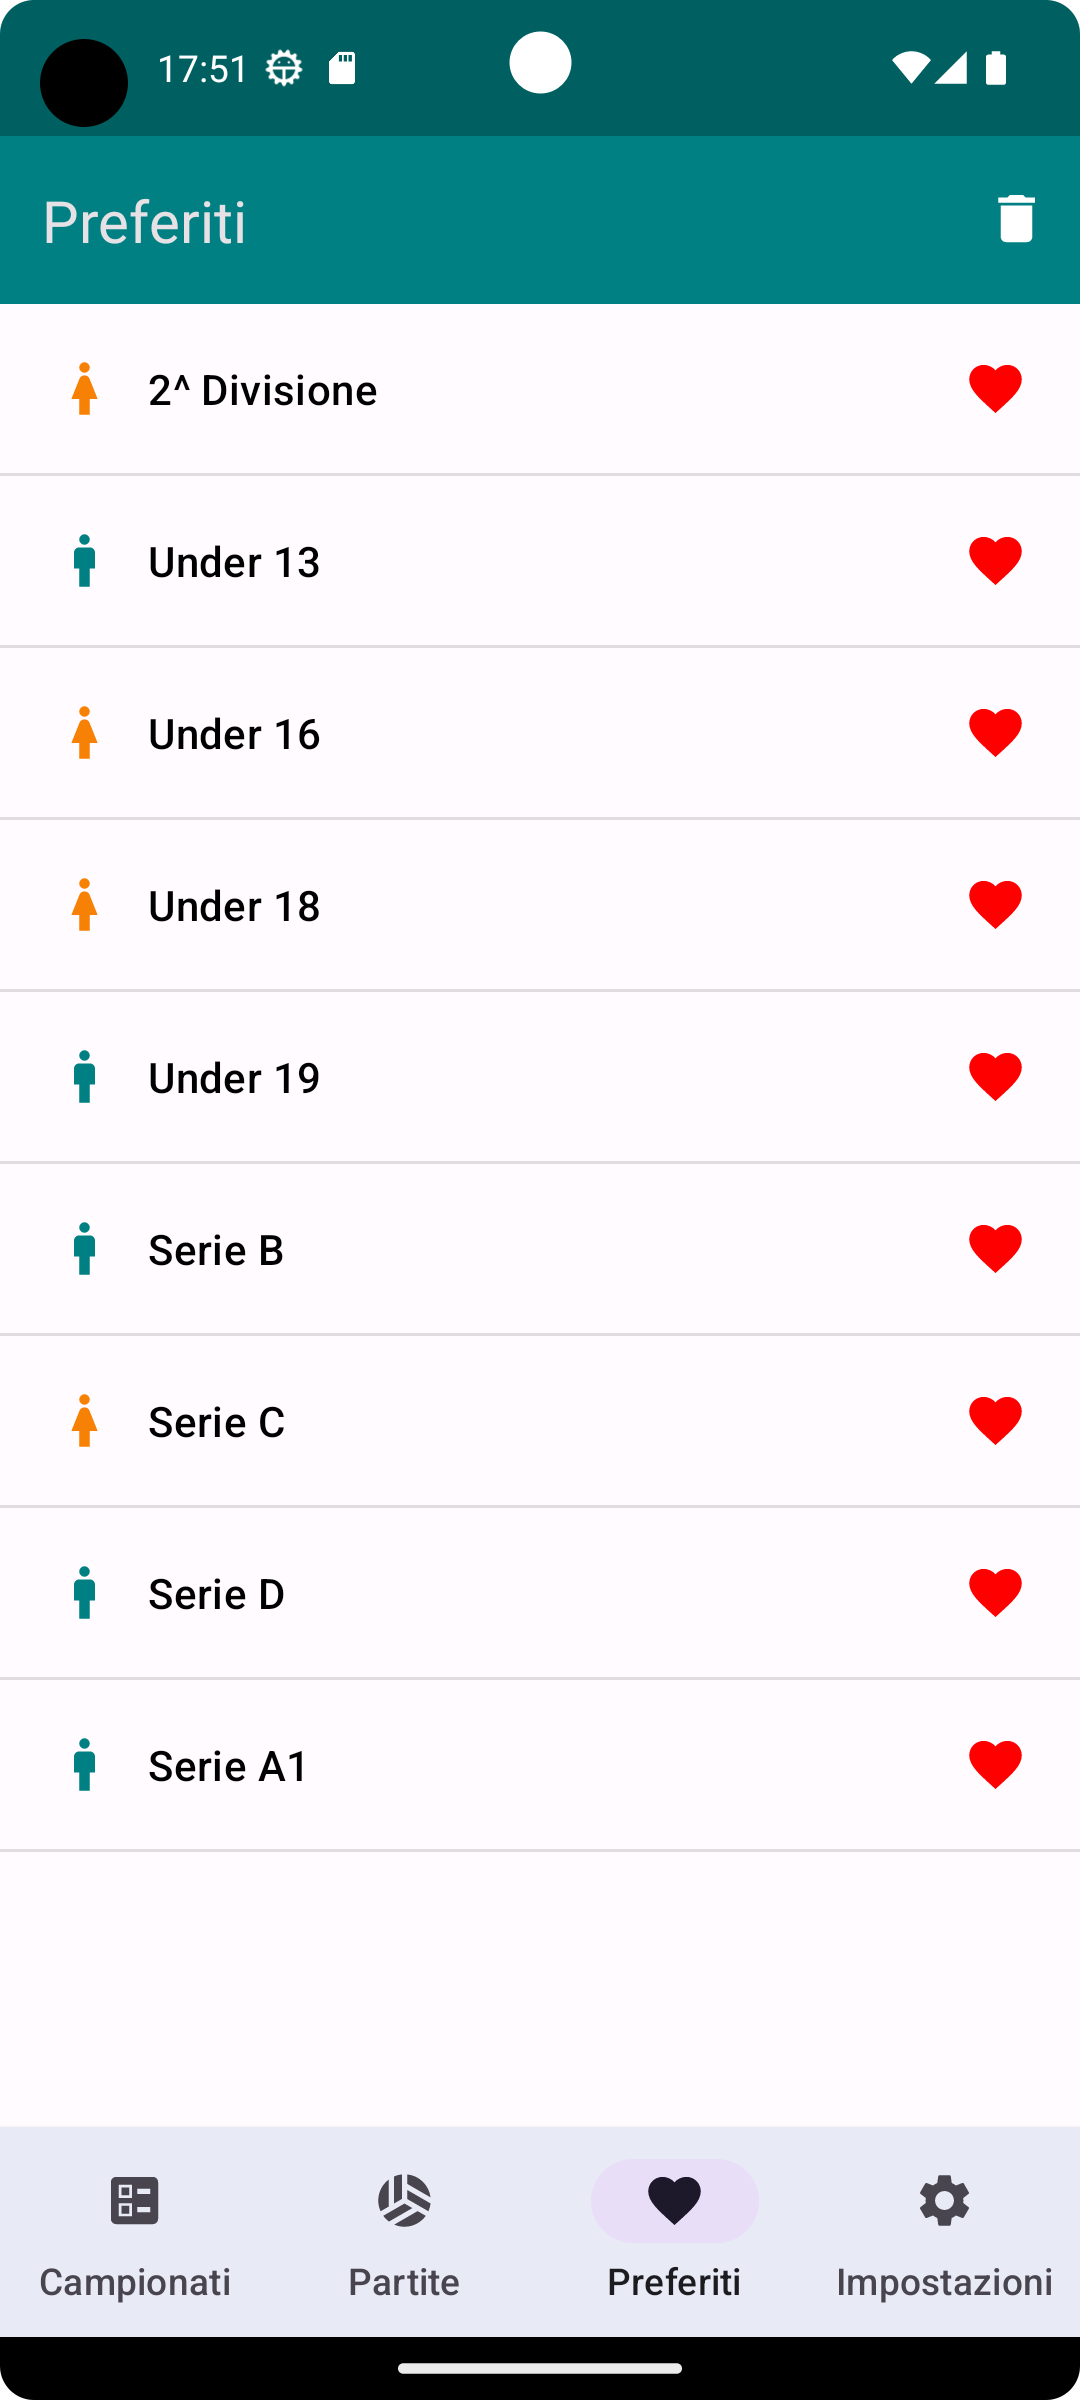 17:51
Preferiti
2^ Divisione
Under 13
Under 16
Under 18
Under 19
Serie B
Serie C
Serie D
Serie A1
Campionati
Partite
Preferiti
Impostazioni